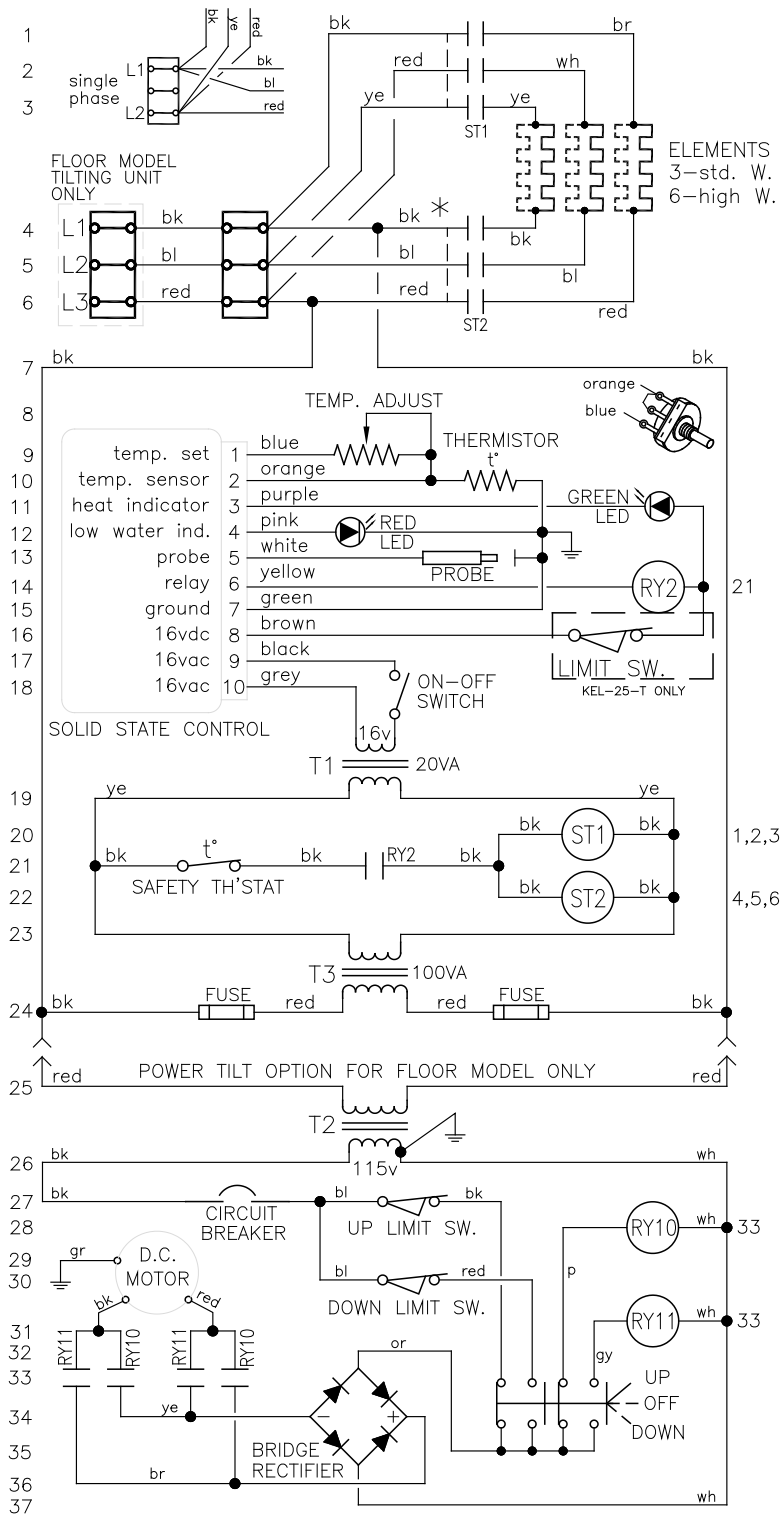 bk ye red
1 bk br
2 L1 bk red wh
single phase bl
3 L2 red ye ye
ST1
ELEMENTS
3-std. W.
6-high W.
FLOOR MODEL
TILTING UNIT
ONLY
4 L1 bk bk * bk
5 L2 bl bl bl
6 L3 red red red
ST2
7 bk bk
orange
blue
8 TEMP. ADJUST
9 temp. set 1 blue THERMISTOR
t°
10 temp. sensor 2 orange
11 heat indicator 3 purple GREEN LED
12 low water ind. 4 pink RED LED
13 probe 5 white PROBE
14 relay 6 yellow RY2 21
15 ground 7 green
16 16vdc 8 brown LIMIT SW.
KEL-25-T ONLY
17 16vac 9 black
18 16vac 10 grey ON-OFF SWITCH
SOLID STATE CONTROL
16v
T1 20VA
19 ye ye
20 bk ST1 bk 1,2,3
21 bk t° bk RY2 bk
SAFETY TH'STAT
22 bk ST2 bk 4,5,6
23
T3 100VA
24 bk FUSE red red FUSE bk
POWER TILT OPTION FOR FLOOR MODEL ONLY
25 red red
T2
26 bk 115v wh
27 bk CIRCUIT BREAKER bl UP LIMIT SW. bk
28 RY10 wh 33
29 gr D.C. MOTOR
30 bl DOWN LIMIT SW. red p
bk red
31 RY11 RY10 RY11 RY10 RY11 wh 33
32 or gy
33 UP
34 ye - + OFF
DOWN
35 BRIDGE
RECTIFIER
36 br
37 wh